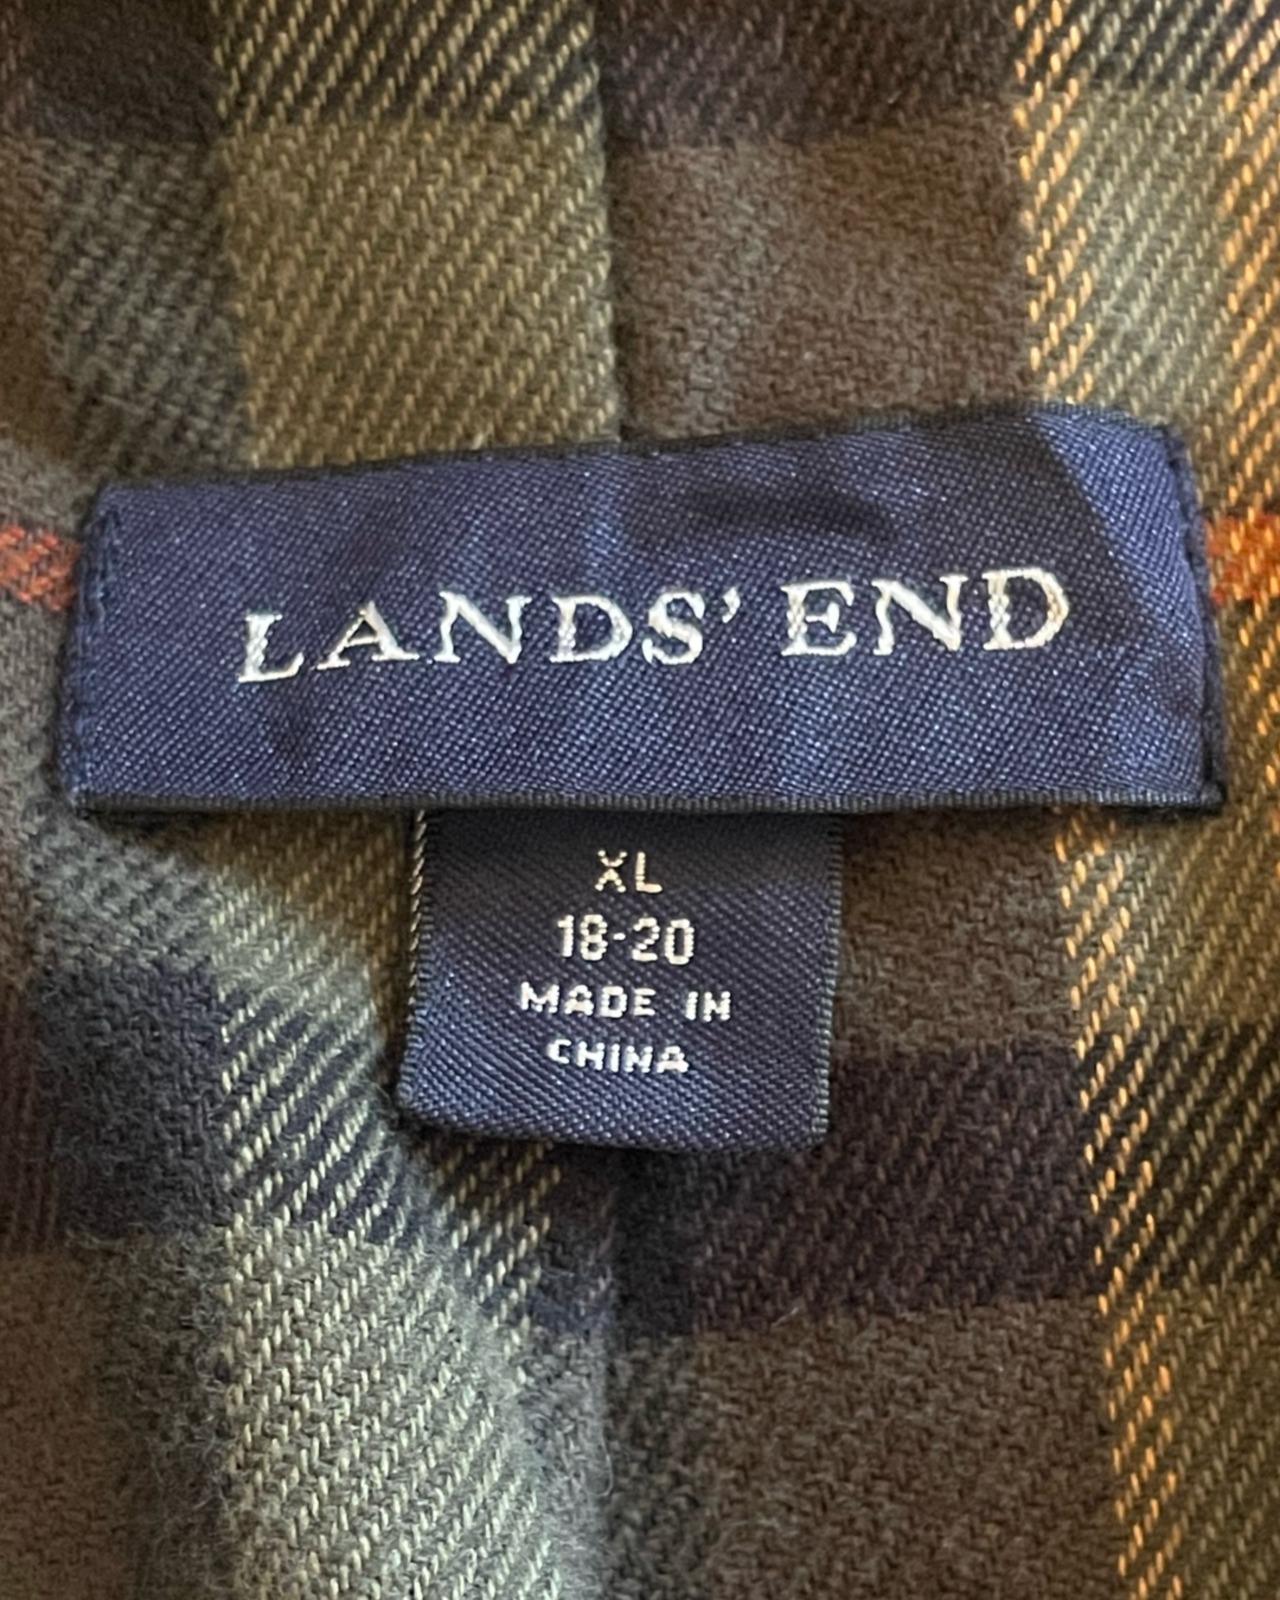 LANDS' END
XL
18-20
MADE IN
CHINA